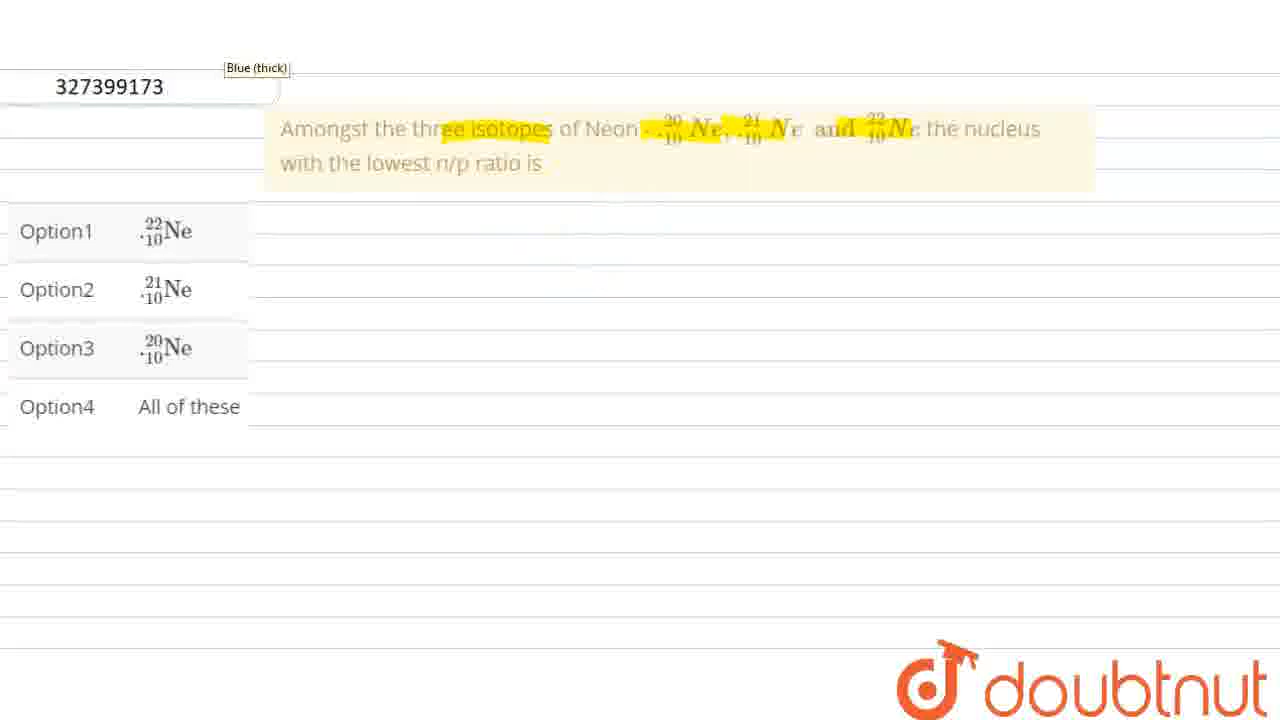 Blue (thick)
327399173
Amongst the three isotopes of Neon - .²⁰₁₀Ne, .²¹₁₀Ne and ²²₁₀Ne the nucleus
with the lowest n/p ratio is
Option1 .²²₁₀Ne
Option2 .²¹₁₀Ne
Option3 .²⁰₁₀Ne
Option4 All of these
doubtnut